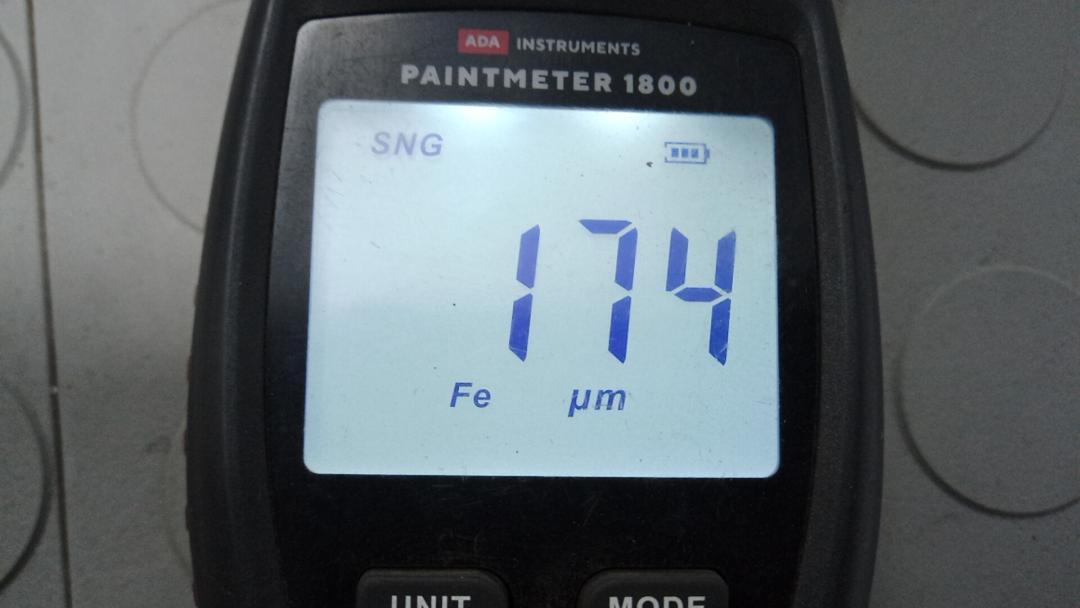 ADA INSTRUMENTS
PAINTMETER 1800
SNG
174
Fe µm
UNIT MODE